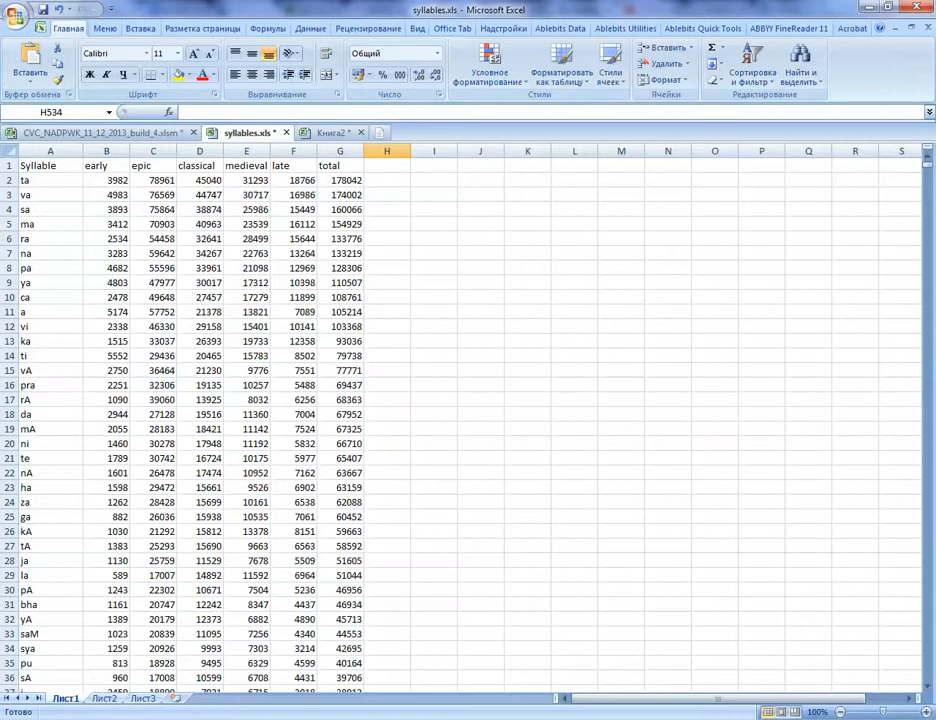 syllables.xls - Microsoft Excel
Главная Меню Вставка Разметка страницы Формулы Данные Рецензирование Вид Office Tab Надстройки Ablebits Data Ablebits Utilities Ablebits Quick Tools ABBYY FineReader 11 Acrobat
Calibri 11 Общий
Вставить Ж К Ч % 000 Условное форматирование Форматировать как таблицу Стили ячеек Вставить Удалить Формат Сортировка и фильтр Найти и выделить
Буфер обмена Шрифт Выравнивание Число Стили Ячейки Редактирование
H534 fx
CVC_NADPWK_11_12_2013_build_4.xlsm * syllables.xls * Книга2 *
A B C D E F G H I J K L M N O P Q R S
1 Syllable early epic classical medieval late total
2 ta 3982 78961 45040 31293 18766 178042
3 va 4983 76569 44747 30717 16986 174002
4 sa 3893 75864 38874 25986 15449 160066
5 ma 3412 70903 40963 23539 16112 154929
6 ra 2534 54458 32641 28499 15644 133776
7 na 3283 59642 34267 22763 13264 133219
8 pa 4682 55596 33961 21098 12969 128306
9 ya 4803 47977 30017 17312 10398 110507
10 ca 2478 49648 27457 17279 11899 108761
11 a 5174 57752 21378 13821 7089 105214
12 vi 2338 46330 29158 15401 10141 103368
13 ka 1515 33037 26393 19733 12358 93036
14 ti 5552 29436 20465 15783 8502 79738
15 vA 2750 36464 21230 9776 7551 77771
16 pra 2251 32306 19135 10257 5488 69437
17 rA 1090 39060 13925 8032 6256 68363
18 da 2944 27128 19516 11360 7004 67952
19 mA 2055 28183 18421 11142 7524 67325
20 ni 1460 30278 17948 11192 5832 66710
21 te 1789 30742 16724 10175 5977 65407
22 nA 1601 26478 17474 10952 7162 63667
23 ha 1598 29472 15661 9526 6902 63159
24 za 1262 28428 15699 10161 6538 62088
25 ga 882 26036 15938 10535 7061 60452
26 kA 1030 21292 15812 13378 8151 59663
27 tA 1383 25293 15690 9663 6563 58592
28 ja 1130 25759 11529 7678 5509 51605
29 la 589 17007 14892 11592 6964 51044
30 pA 1243 22302 10671 7504 5236 46956
31 bha 1161 20747 12242 8347 4437 46934
32 yA 1389 20179 12373 6882 4890 45713
33 saM 1023 20839 11095 7256 4340 44553
34 sya 1259 20926 9993 7303 3214 42695
35 pu 813 18928 9495 6329 4599 40164
36 sA 960 17008 10599 6708 4431 39706
Лист1 Лист2 Лист3
Готово 100%